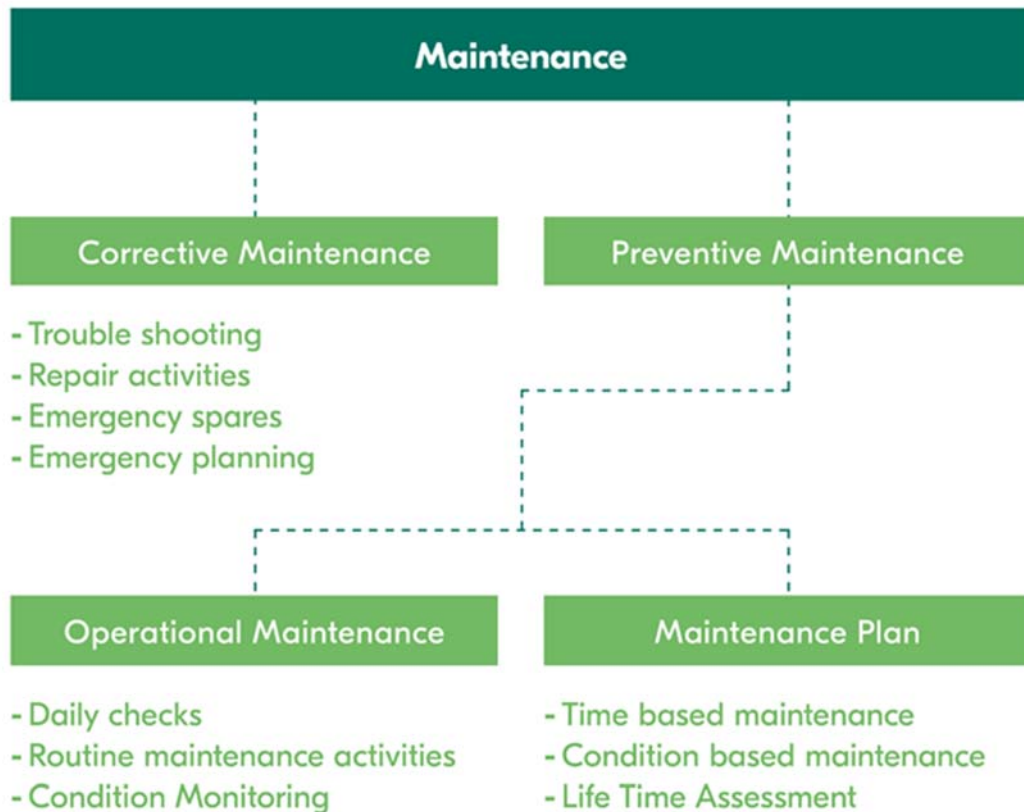 Maintenance
Corrective Maintenance
- Trouble shooting
- Repair activities
- Emergency spares
- Emergency planning
Preventive Maintenance
Operational Maintenance
- Daily checks
- Routine maintenance activities
- Condition Monitoring
Maintenance Plan
- Time based maintenance
- Condition based maintenance
- Life Time Assessment